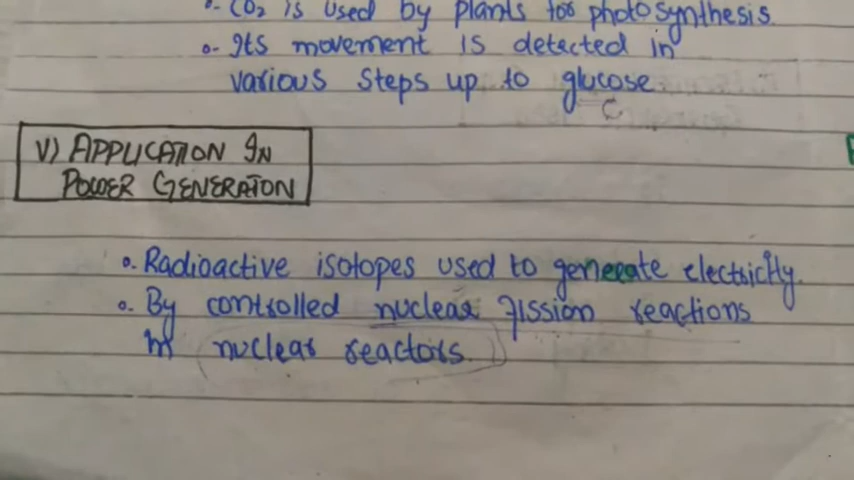 o. CO2 is used by plants for photosynthesis.
o. Its movement is detected in
various steps up to glucose
C
V) APPLICATION IN
POWER GENERATON
o. Radioactive isotopes used to generate electricity.
o. By controlled nuclear fission reactions
in nuclear reactors.